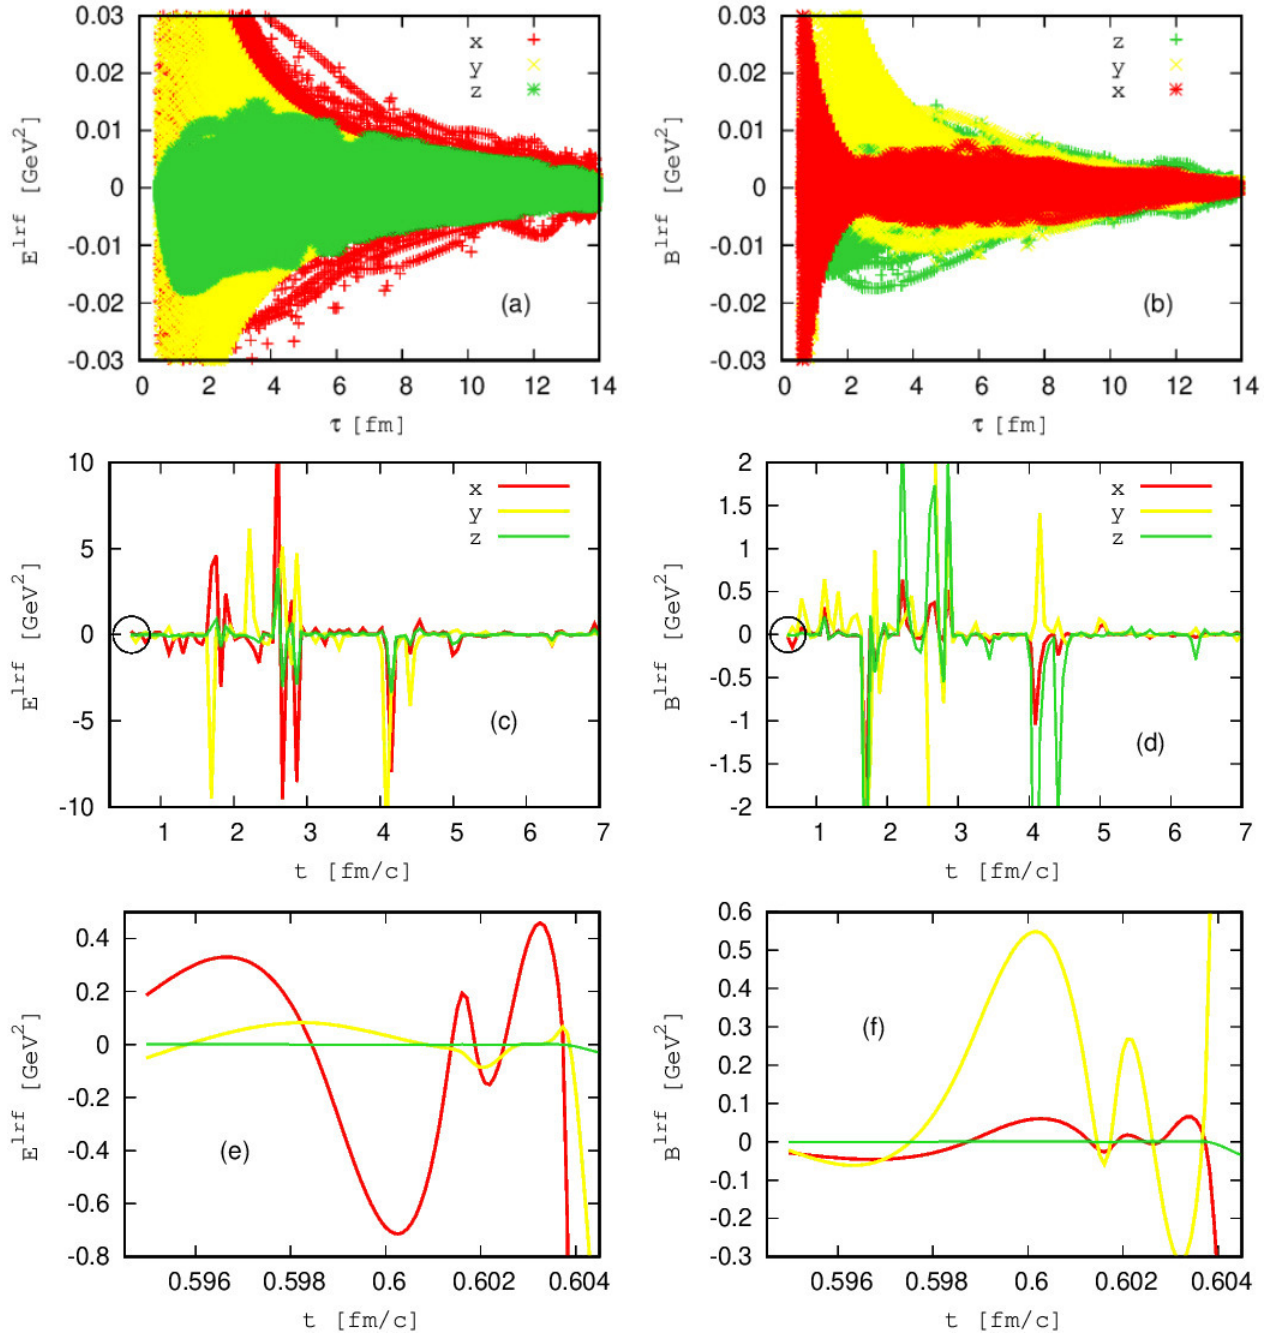 0.03
0.02
0.01
0
-0.01
-0.02
-0.03
E^lrf [GeV^2]
x
y
z
(a)
0 2 4 6 8 10 12 14
τ [fm]
0.03
0.02
0.01
0
-0.01
-0.02
-0.03
B^lrf [GeV^2]
z
y
x
(b)
0 2 4 6 8 10 12 14
τ [fm]
10
5
0
-5
-10
E^lrf [GeV^2]
x
y
z
(c)
1 2 3 4 5 6 7
t [fm/c]
2
1.5
1
0.5
0
-0.5
-1
-1.5
-2
B^lrf [GeV^2]
x
y
z
(d)
1 2 3 4 5 6 7
t [fm/c]
0.4
0.2
0
-0.2
-0.4
-0.6
-0.8
E^lrf [GeV^2]
(e)
0.596 0.598 0.6 0.602 0.604
t [fm/c]
0.6
0.5
0.4
0.3
0.2
0.1
0
-0.1
-0.2
-0.3
B^lrf [GeV^2]
(f)
0.596 0.598 0.6 0.602 0.604
t [fm/c]